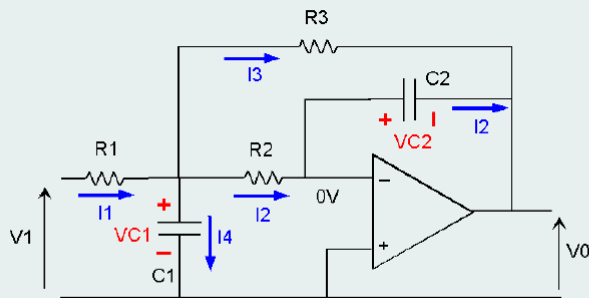 R3
I3
C2
+ −
VC2
I2
R1
R2
I1
I2
0V
−
+
VC1
−
I4
C1
+
V1
V0